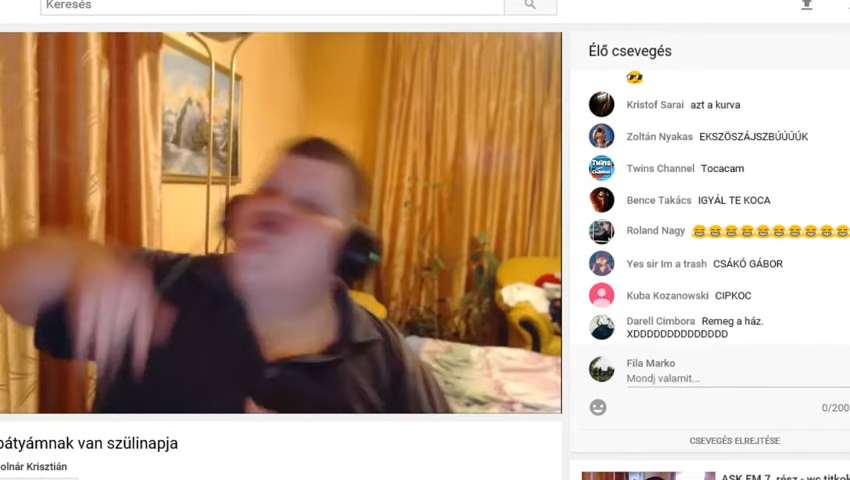 Keresés
Élő csevegés
Kristof Sarai azt a kurva
Zoltán Nyakas EKSZÖSZÁJSZBÚÚÚÚK
Twins Channel Tocacam
Bence Takács IGYÁL TE KOCA
Roland Nagy 😂😂😂😂😂😂😂😂😂😂
Yes sir Im a trash CSÁKÓ GÁBOR
Kuba Kozanowski CIPKOC
Darell Cimbora Remeg a ház.
XDDDDDDDDDDDDDD
Fila Marko
Mondj valamit...
0/200
CSEVEGÉS ELREJTÉSE
bátyámnak van szülinapja
olnár Krisztián
ASK.FM 7. rész - wc titkok